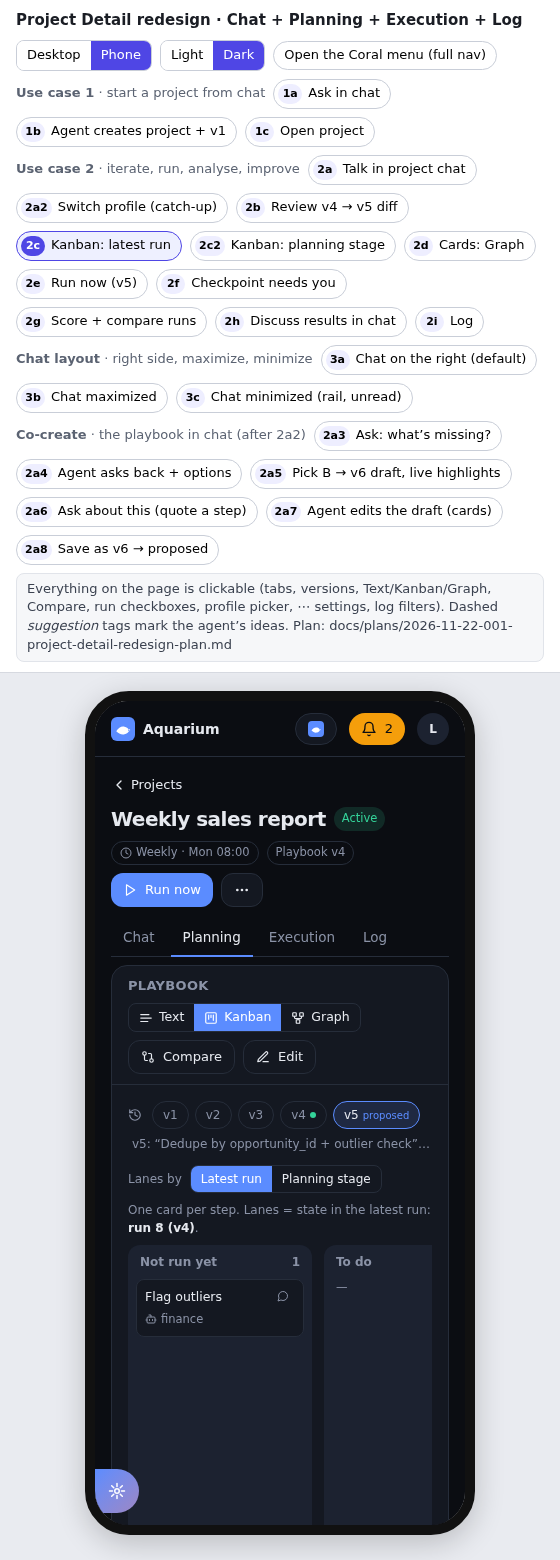 Project Detail redesign · Chat + Planning + Execution + Log
Desktop Phone Light Dark Open the Coral menu (full nav)
Use case 1 · start a project from chat 1a Ask in chat
1b Agent creates project + v1 1c Open project
Use case 2 · iterate, run, analyse, improve 2a Talk in project chat
2a2 Switch profile (catch-up) 2b Review v4 → v5 diff
2c Kanban: latest run 2c2 Kanban: planning stage 2d Cards: Graph
2e Run now (v5) 2f Checkpoint needs you
2g Score + compare runs 2h Discuss results in chat 2i Log
Chat layout · right side, maximize, minimize 3a Chat on the right (default)
3b Chat maximized 3c Chat minimized (rail, unread)
Co-create · the playbook in chat (after 2a2) 2a3 Ask: what’s missing?
2a4 Agent asks back + options 2a5 Pick B → v6 draft, live highlights
2a6 Ask about this (quote a step) 2a7 Agent edits the draft (cards)
2a8 Save as v6 → proposed
Everything on the page is clickable (tabs, versions, Text/Kanban/Graph,
Compare, run checkboxes, profile picker, ··· settings, log filters). Dashed
suggestion tags mark the agent’s ideas. Plan: docs/plans/2026-11-22-001-
project-detail-redesign-plan.md
Aquarium 2 L
Projects
Weekly sales report Active
Weekly · Mon 08:00 Playbook v4
Run now
Chat Planning Execution Log
PLAYBOOK
Text Kanban Graph
Compare Edit
v1 v2 v3 v4 v5 proposed
v5: “Dedupe by opportunity_id + outlier check”…
Lanes by Latest run Planning stage
One card per step. Lanes = state in the latest run:
run 8 (v4).
Not run yet 1 To do
Flag outliers —
finance